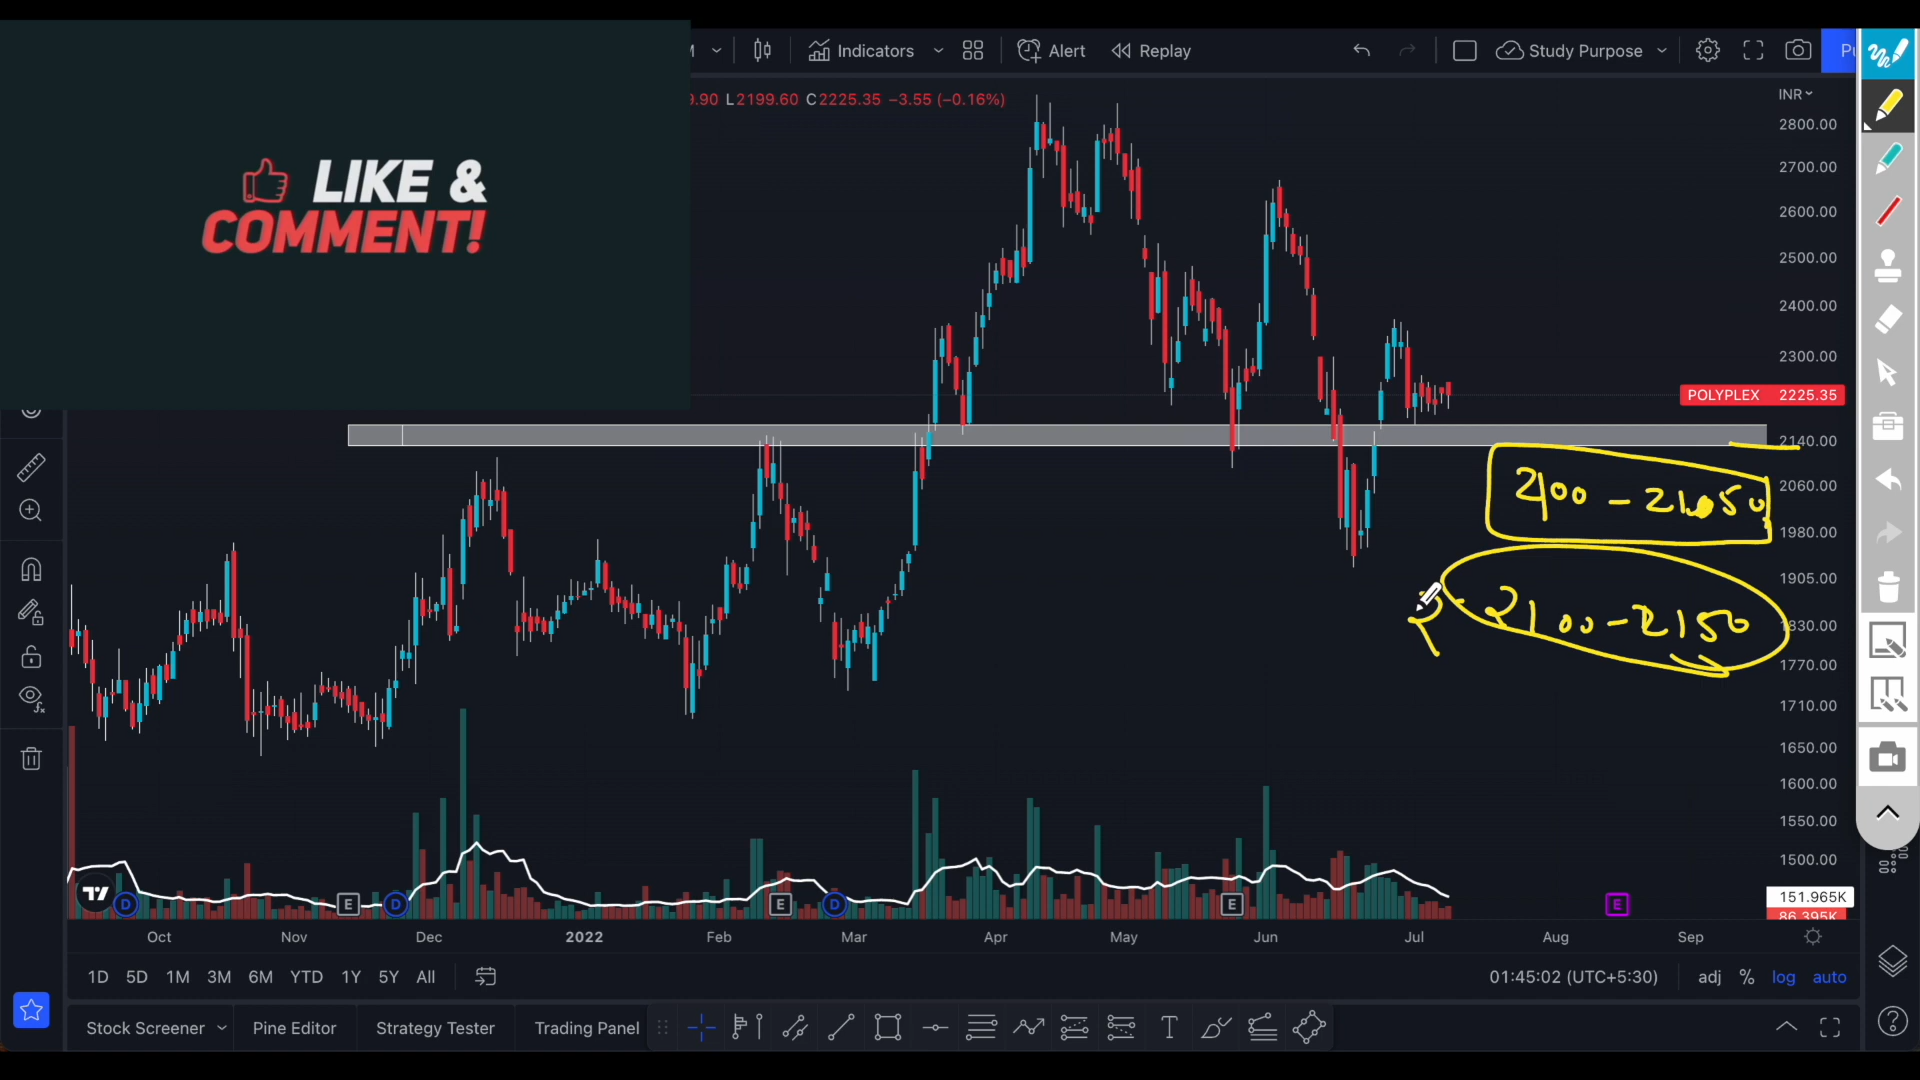 Indicators Alert Replay Study Purpose
L2199.60 C2225.35 −3.55 (−0.16%)
LIKE &
COMMENT!
INR
2800.00
2700.00
2600.00
2500.00
2400.00
2300.00
POLYPLEX 2225.35
2140.00
2060.00
1980.00
1905.00
1830.00
1770.00
1710.00
1650.00
1600.00
1550.00
1500.00
2100 - 2150
2100 - 2150
151.965K
86.395K
D E D E D E E
Oct Nov Dec 2022 Feb Mar Apr May Jun Jul Aug Sep
1D 5D 1M 3M 6M YTD 1Y 5Y All 01:45:02 (UTC+5:30) adj % log auto
Stock Screener Pine Editor Strategy Tester Trading Panel